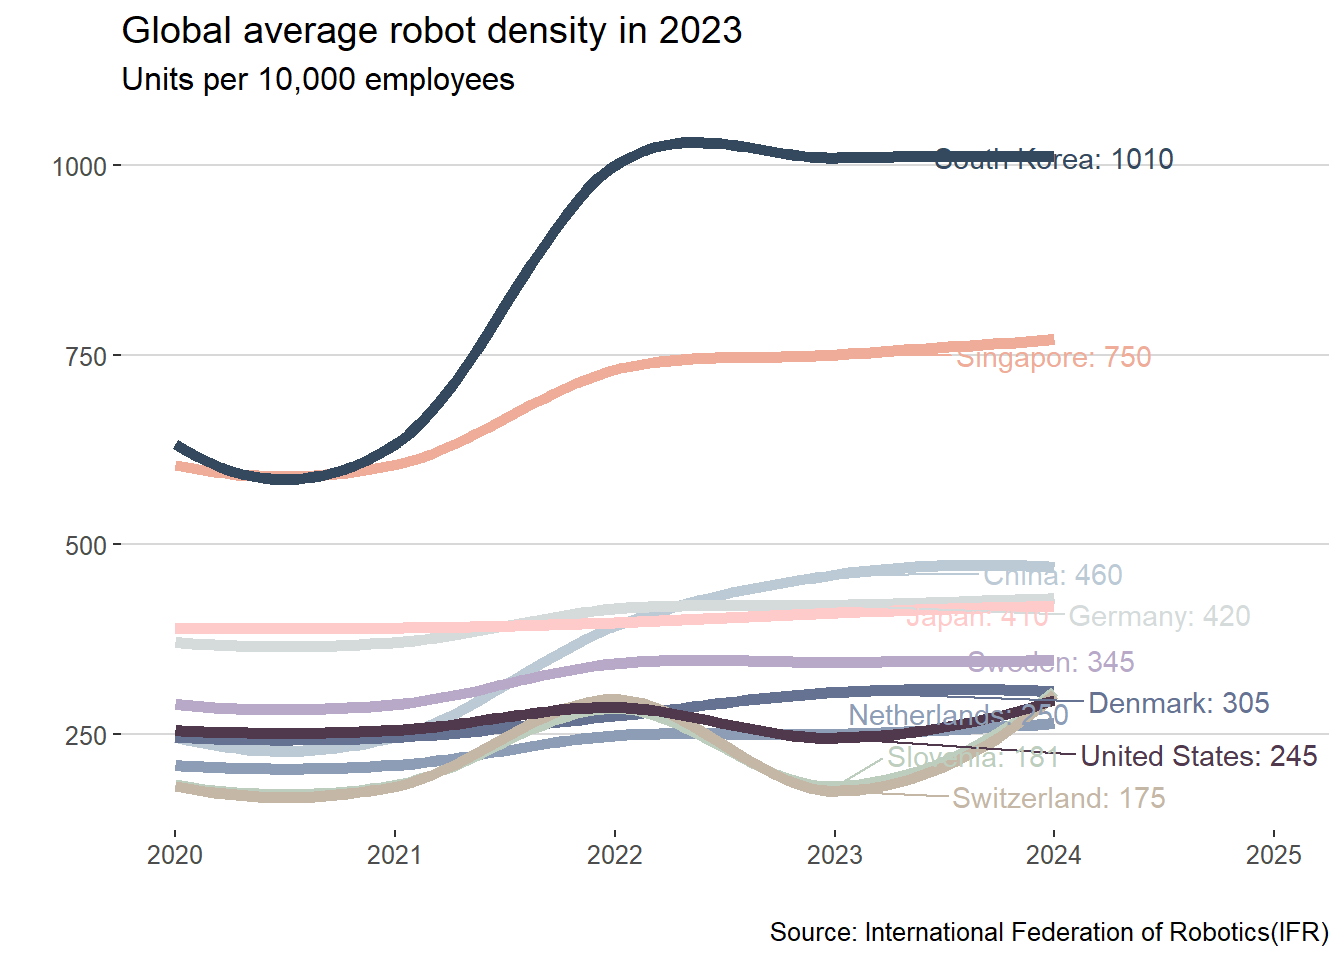 Global average robot density in 2023
Units per 10,000 employees
1000
South Korea: 1010
750
Singapore: 750
500
China: 460
Japan: 410
Germany: 420
Sweden: 345
Denmark: 305
Netherlands: 250
250
United States: 245
Slovenia: 181
Switzerland: 175
2020 2021 2022 2023 2024 2025
Source: International Federation of Robotics(IFR)